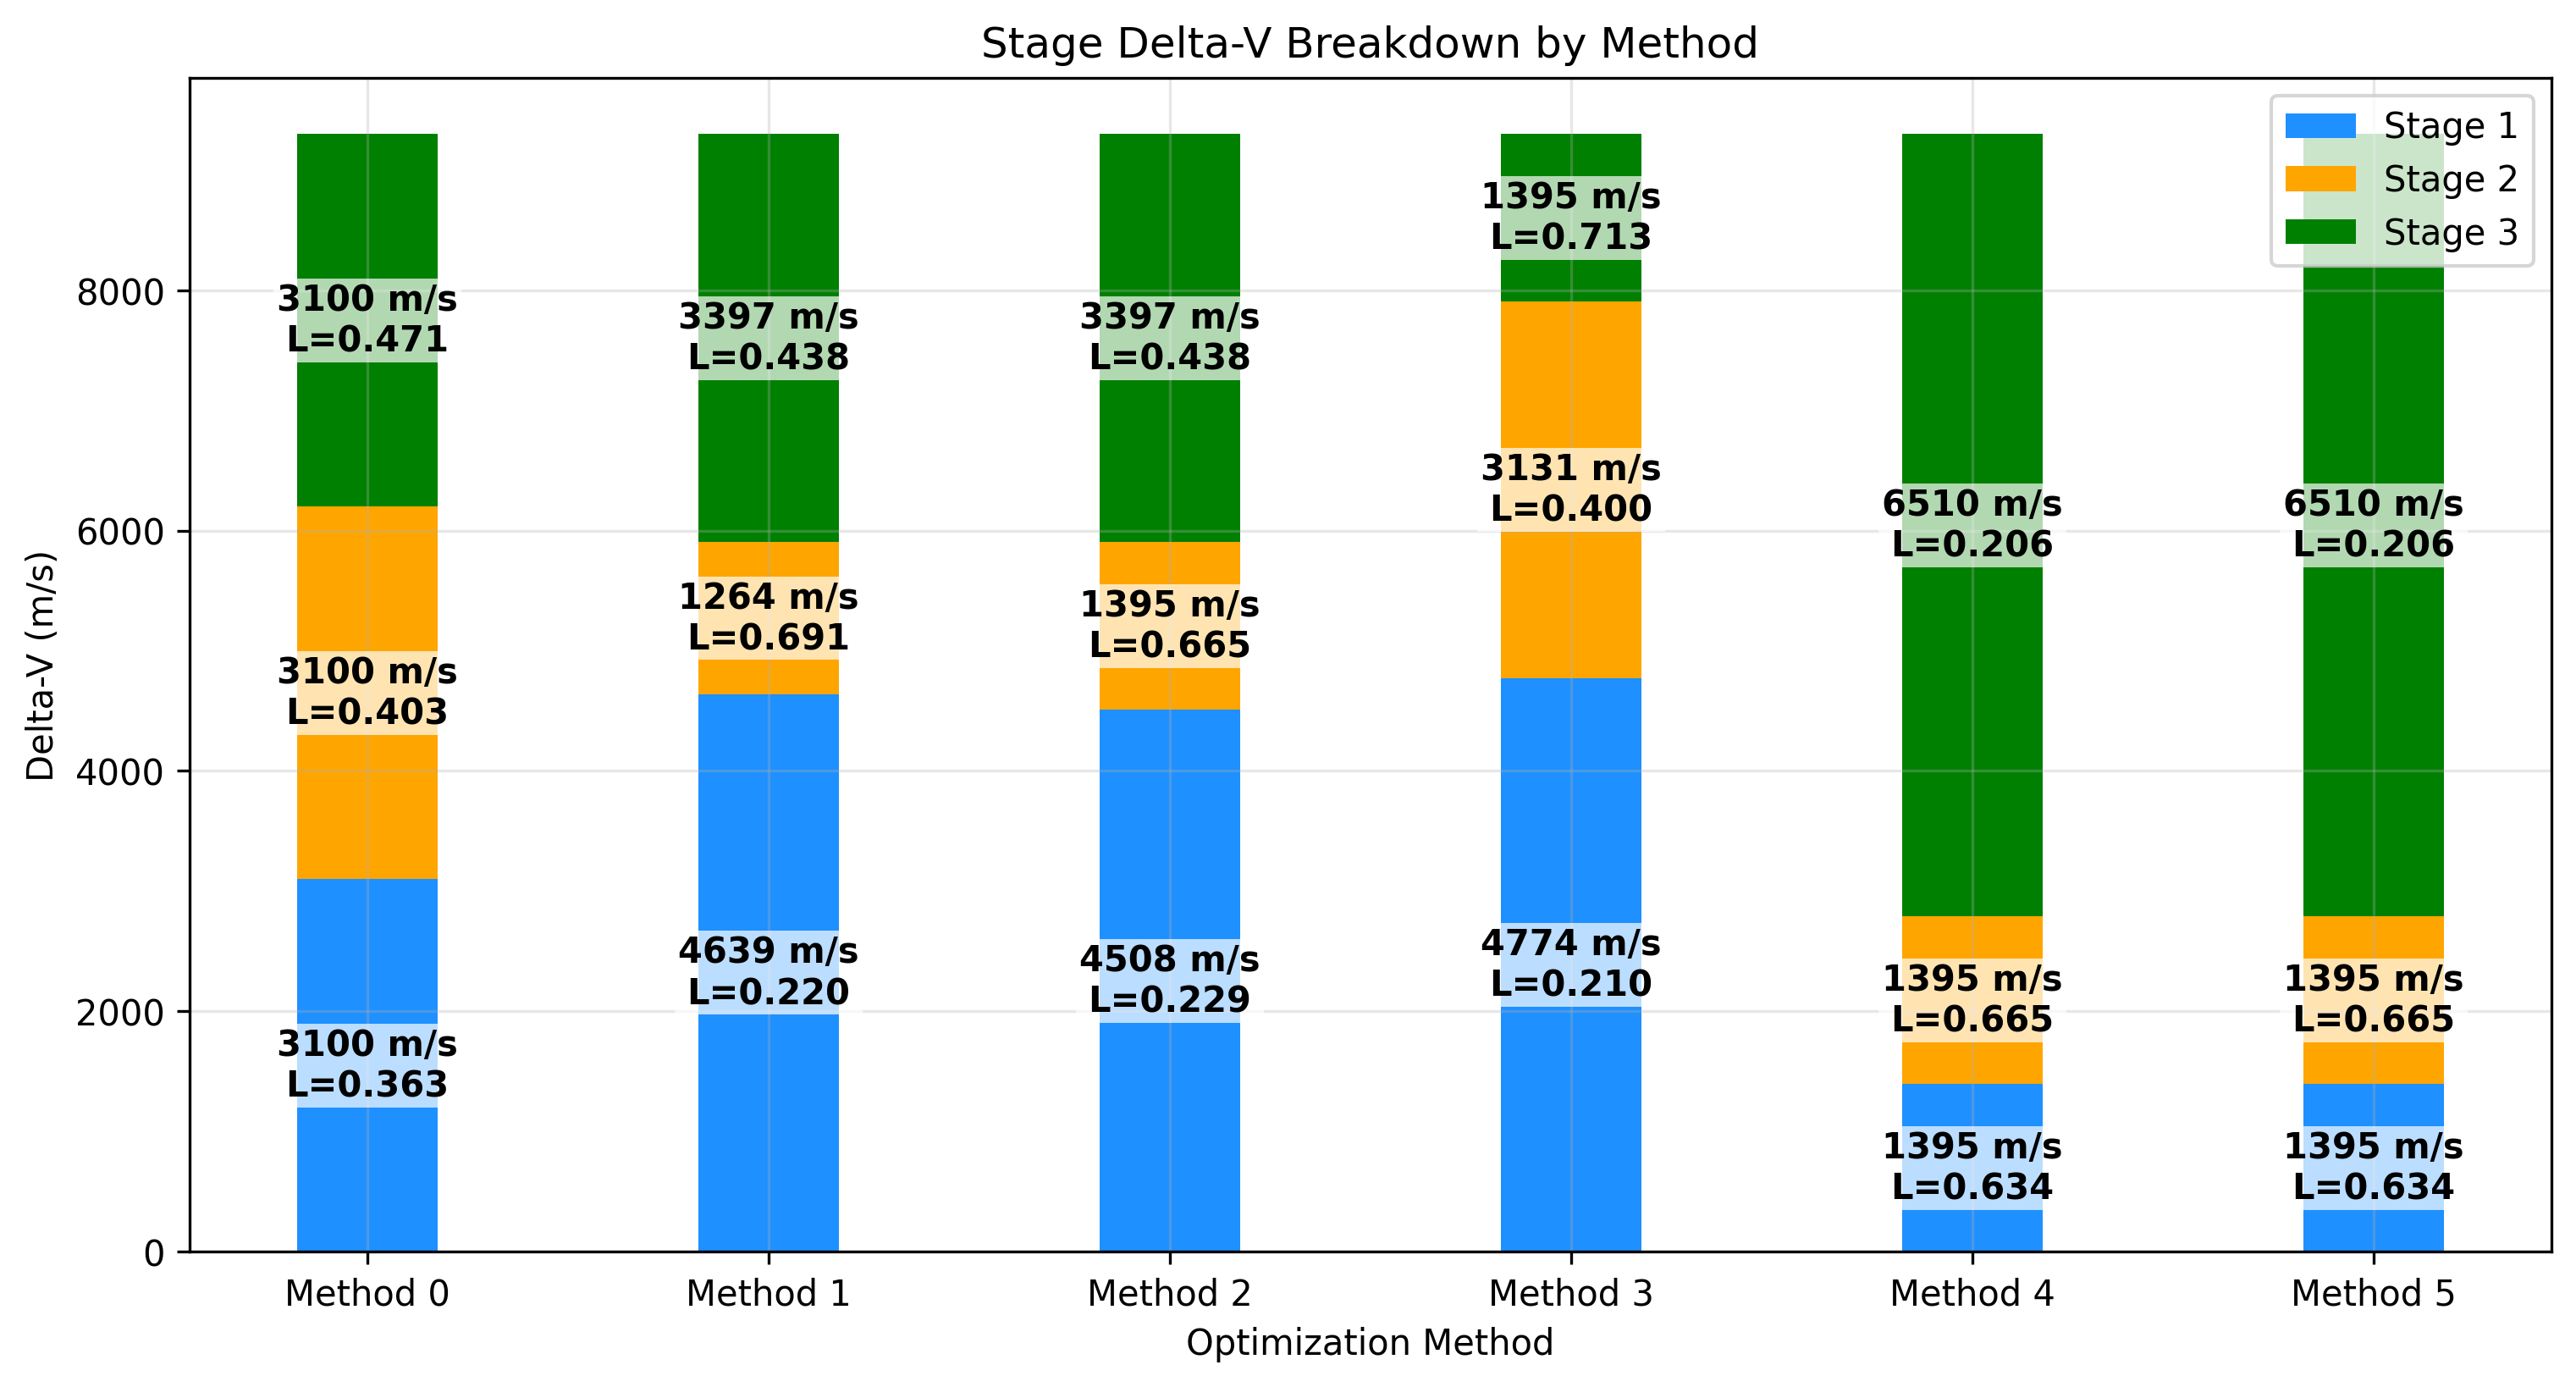 Stage Delta-V Breakdown by Method
Stage 1
Stage 2
Stage 3
Delta-V (m/s)
8000
6000
4000
2000
0
3100 m/s
L=0.471
3100 m/s
L=0.403
3100 m/s
L=0.363
3397 m/s
L=0.438
1264 m/s
L=0.691
4639 m/s
L=0.220
3397 m/s
L=0.438
1395 m/s
L=0.665
4508 m/s
L=0.229
1395 m/s
L=0.713
3131 m/s
L=0.400
4774 m/s
L=0.210
6510 m/s
L=0.206
1395 m/s
L=0.665
1395 m/s
L=0.634
6510 m/s
L=0.206
1395 m/s
L=0.665
1395 m/s
L=0.634
Method 0
Method 1
Method 2
Method 3
Method 4
Method 5
Optimization Method